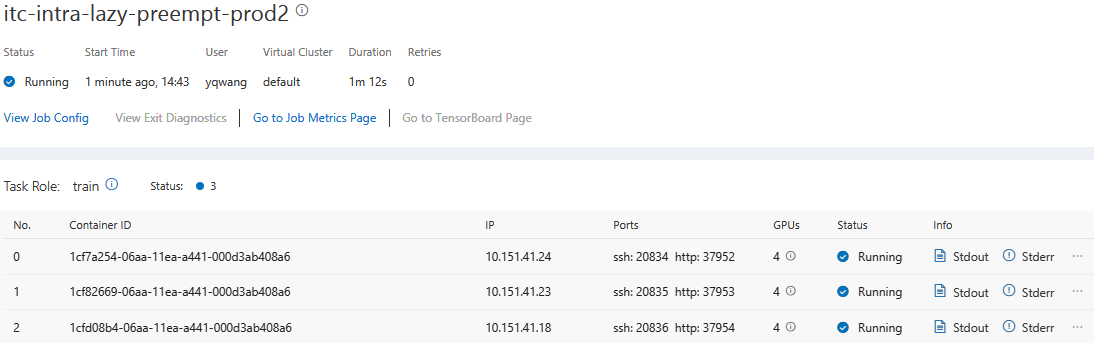 itc-intra-lazy-preempt-prod2
Status Start Time User Virtual Cluster Duration Retries
Running 1 minute ago, 14:43 yqwang default 1m 12s 0
View Job Config View Exit Diagnostics Go to Job Metrics Page Go to TensorBoard Page
Task Role: train Status: 3
No. Container ID IP Ports GPUs Status Info
0 1cf7a254-06aa-11ea-a441-000d3ab408a6 10.151.41.24 ssh: 20834 http: 37952 4 Running Stdout Stderr ...
1 1cf82669-06aa-11ea-a441-000d3ab408a6 10.151.41.23 ssh: 20835 http: 37953 4 Running Stdout Stderr ...
2 1cfd08b4-06aa-11ea-a441-000d3ab408a6 10.151.41.18 ssh: 20836 http: 37954 4 Running Stdout Stderr ...